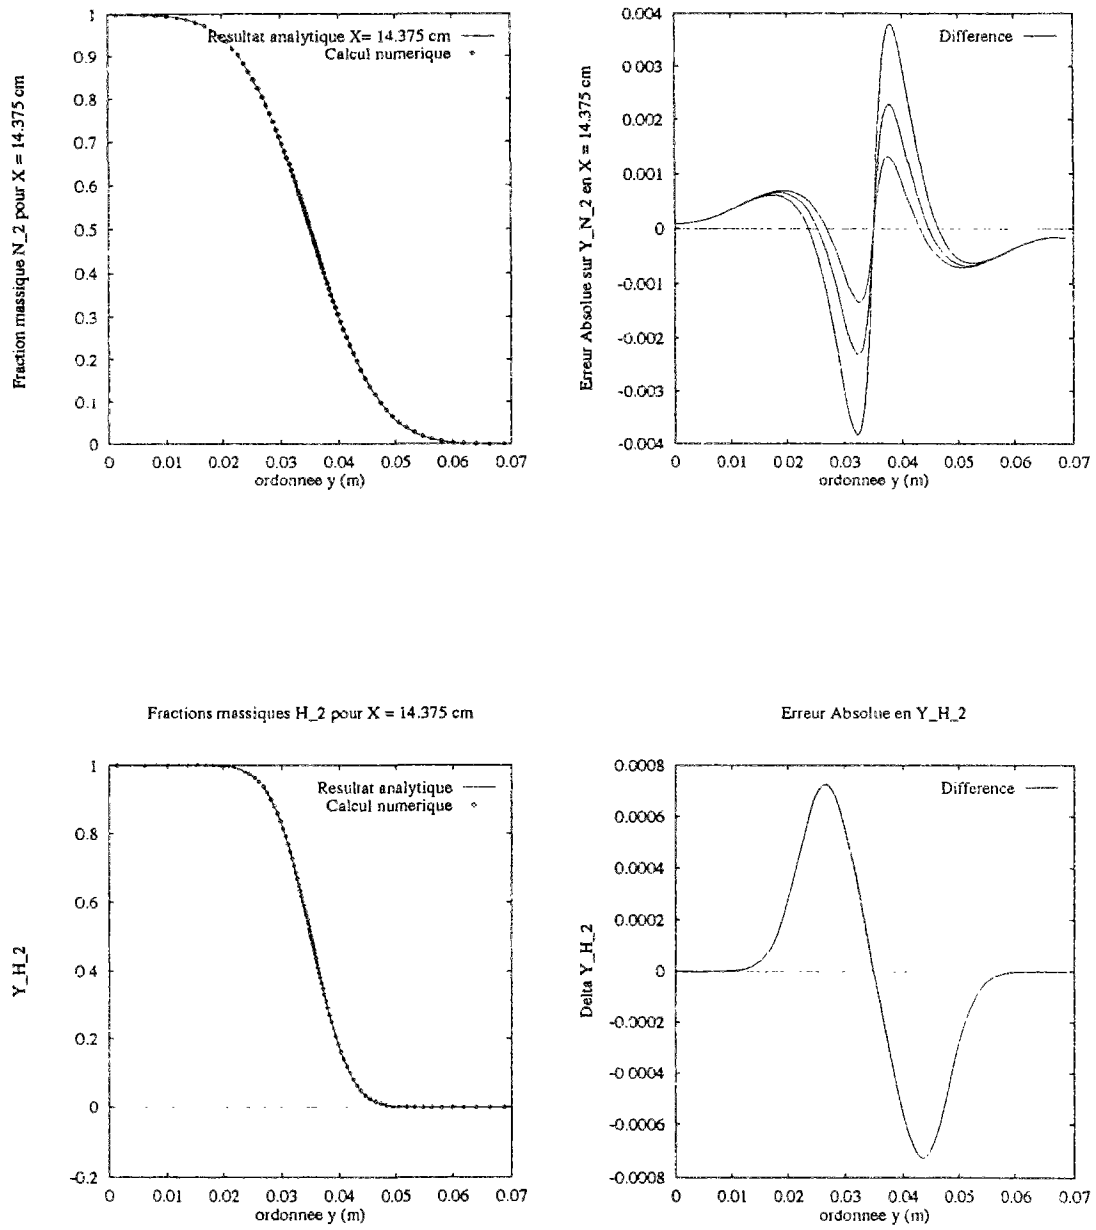 Resultat analytique X= 14.375 cm
Calcul numerique
Fraction massique N_2 pour X = 14.375 cm
1
0.9
0.8
0.7
0.6
0.5
0.4
0.3
0.2
0.1
0
0 0.01 0.02 0.03 0.04 0.05 0.06 0.07
ordonnee y (m)
Difference
Erreur Absolue sur Y_N_2 en X = 14.375 cm
0.004
0.003
0.002
0.001
0
-0.001
-0.002
-0.003
-0.004
0 0.01 0.02 0.03 0.04 0.05 0.06 0.07
ordonnee y (m)
Fractions massiques H_2 pour X = 14.375 cm
Resultat analytique
Calcul numerique
Y_H_2
1
0.8
0.6
0.4
0.2
0
-0.2
0 0.01 0.02 0.03 0.04 0.05 0.06 0.07
ordonnee y (m)
Erreur Absolue en Y_H_2
Difference
Delta Y_H_2
0.0008
0.0006
0.0004
0.0002
0
-0.0002
-0.0004
-0.0006
-0.0008
0 0.01 0.02 0.03 0.04 0.05 0.06 0.07
ordonnee y (m)